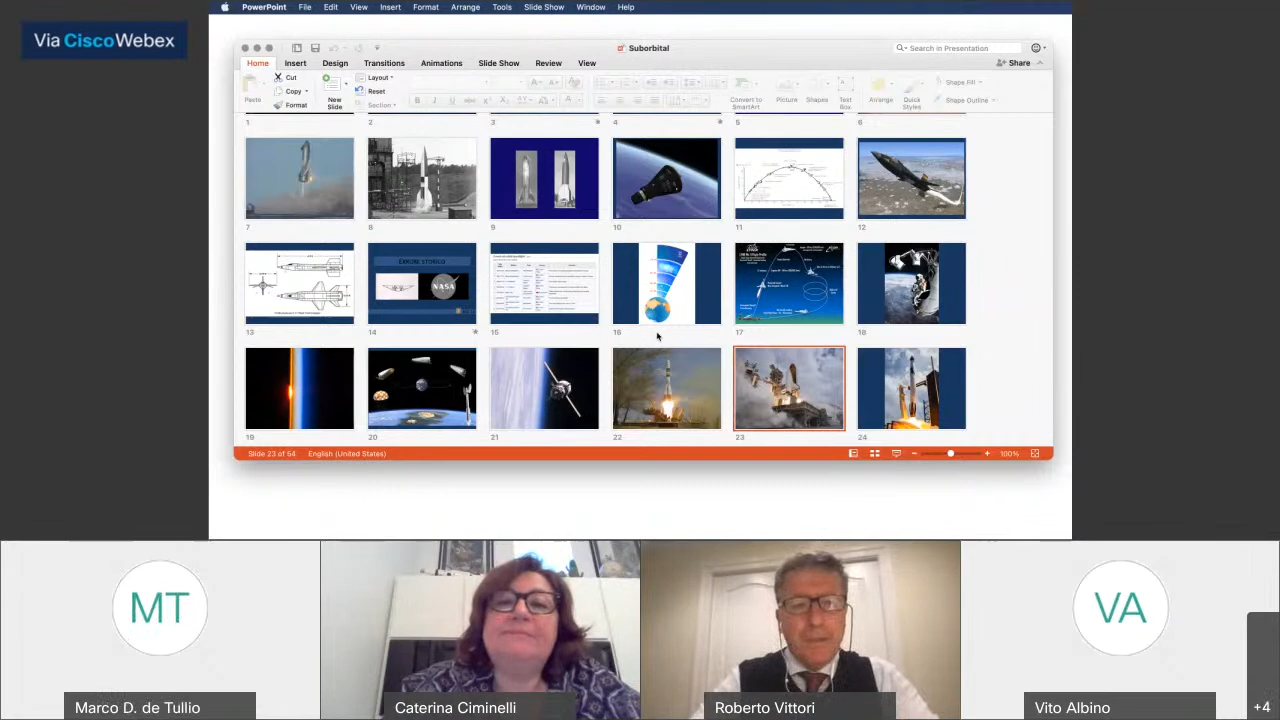 Via CiscoWebex
PowerPoint File Edit View Insert Format Arrange Tools Slide Show Window Help
Suborbital
Search in Presentation
Home Insert Design Transitions Animations Slide Show Review View
Share
Paste
Cut
Copy
Format
New Slide
Layout
Reset
Section
Convert to SmartArt
Picture
Shapes
Text Box
Arrange
Quick Styles
Shape Fill
Shape Outline
1 2 3 4 5 6
7 8 9 10 11 12
ERRORE STORICO
NASA
13 14 15 16 17 18
19 20 21 22 23 24
Slide 23 of 54 English (United States)
100%
MT
VA
Marco D. de Tullio
Caterina Ciminelli
Roberto Vittori
Vito Albino
+4